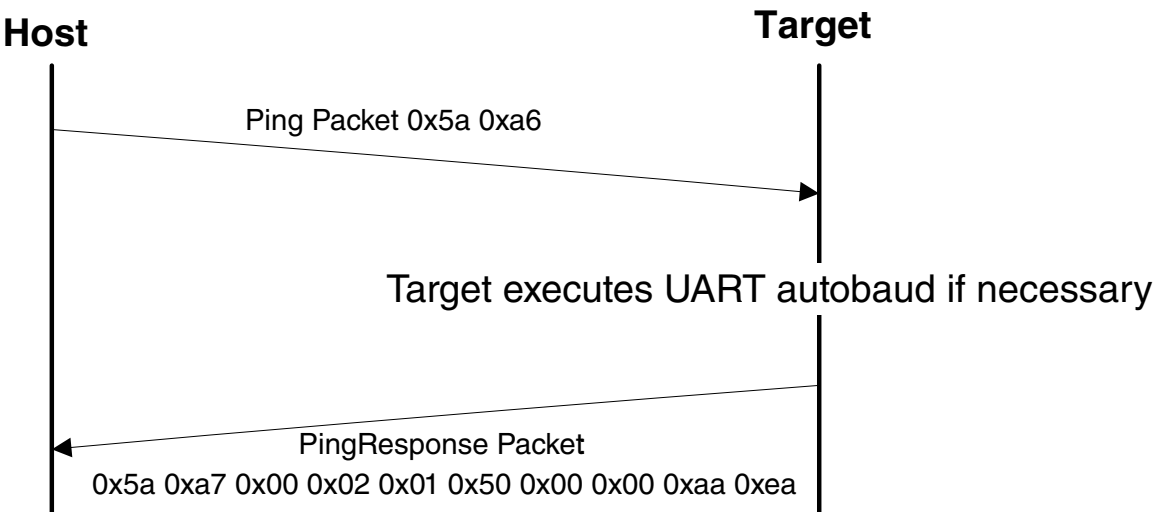 Host
Target
Ping Packet 0x5a 0xa6
Target executes UART autobaud if necessary
PingResponse Packet
0x5a 0xa7 0x00 0x02 0x01 0x50 0x00 0x00 0xaa 0xea